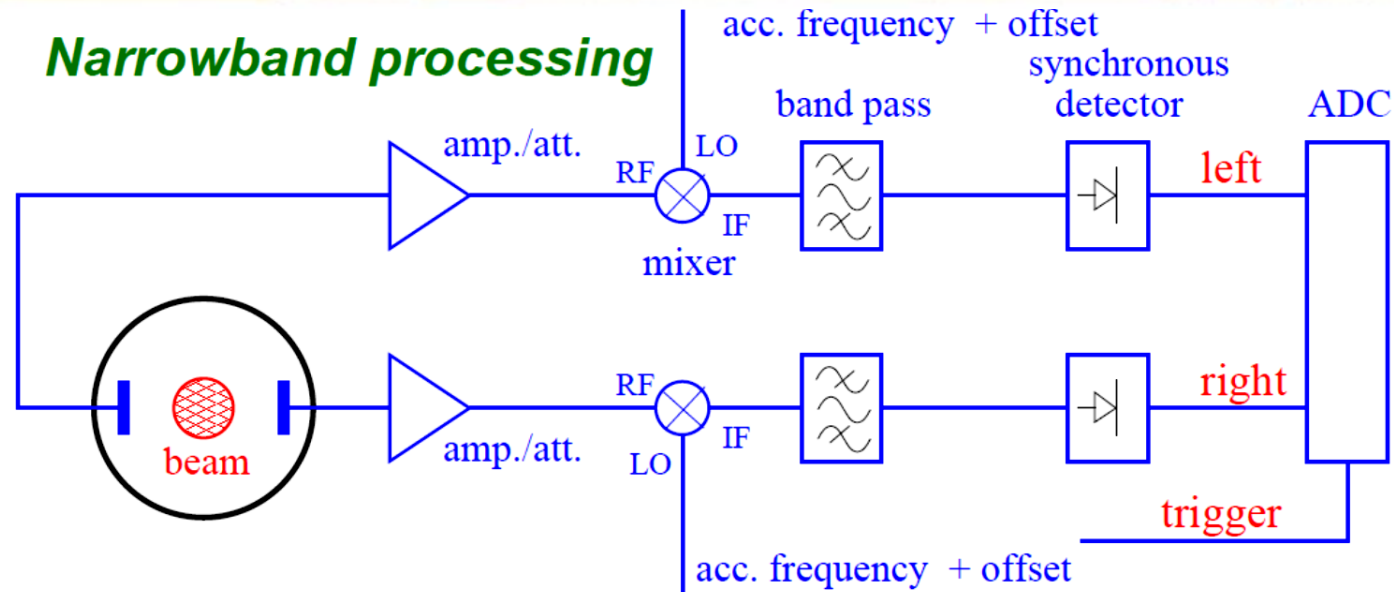 Narrowband processing
acc. frequency + offset
synchronous
detector
band pass
ADC
amp./att.
LO
RF
IF
mixer
left
beam
amp./att.
RF
IF
LO
right
trigger
acc. frequency + offset